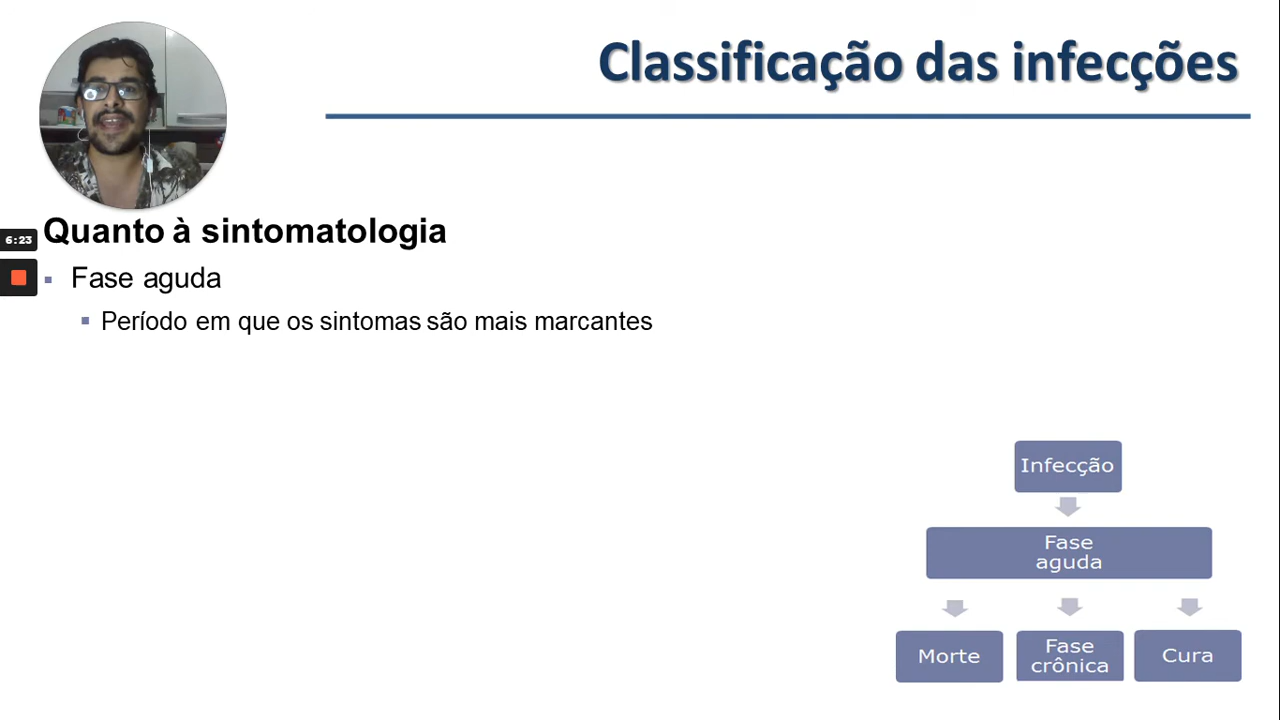 Classificação das infecções
Quanto à sintomatologia
6:23
Fase aguda
Período em que os sintomas são mais marcantes
Infecção
Fase
aguda
Morte
Fase
crônica
Cura